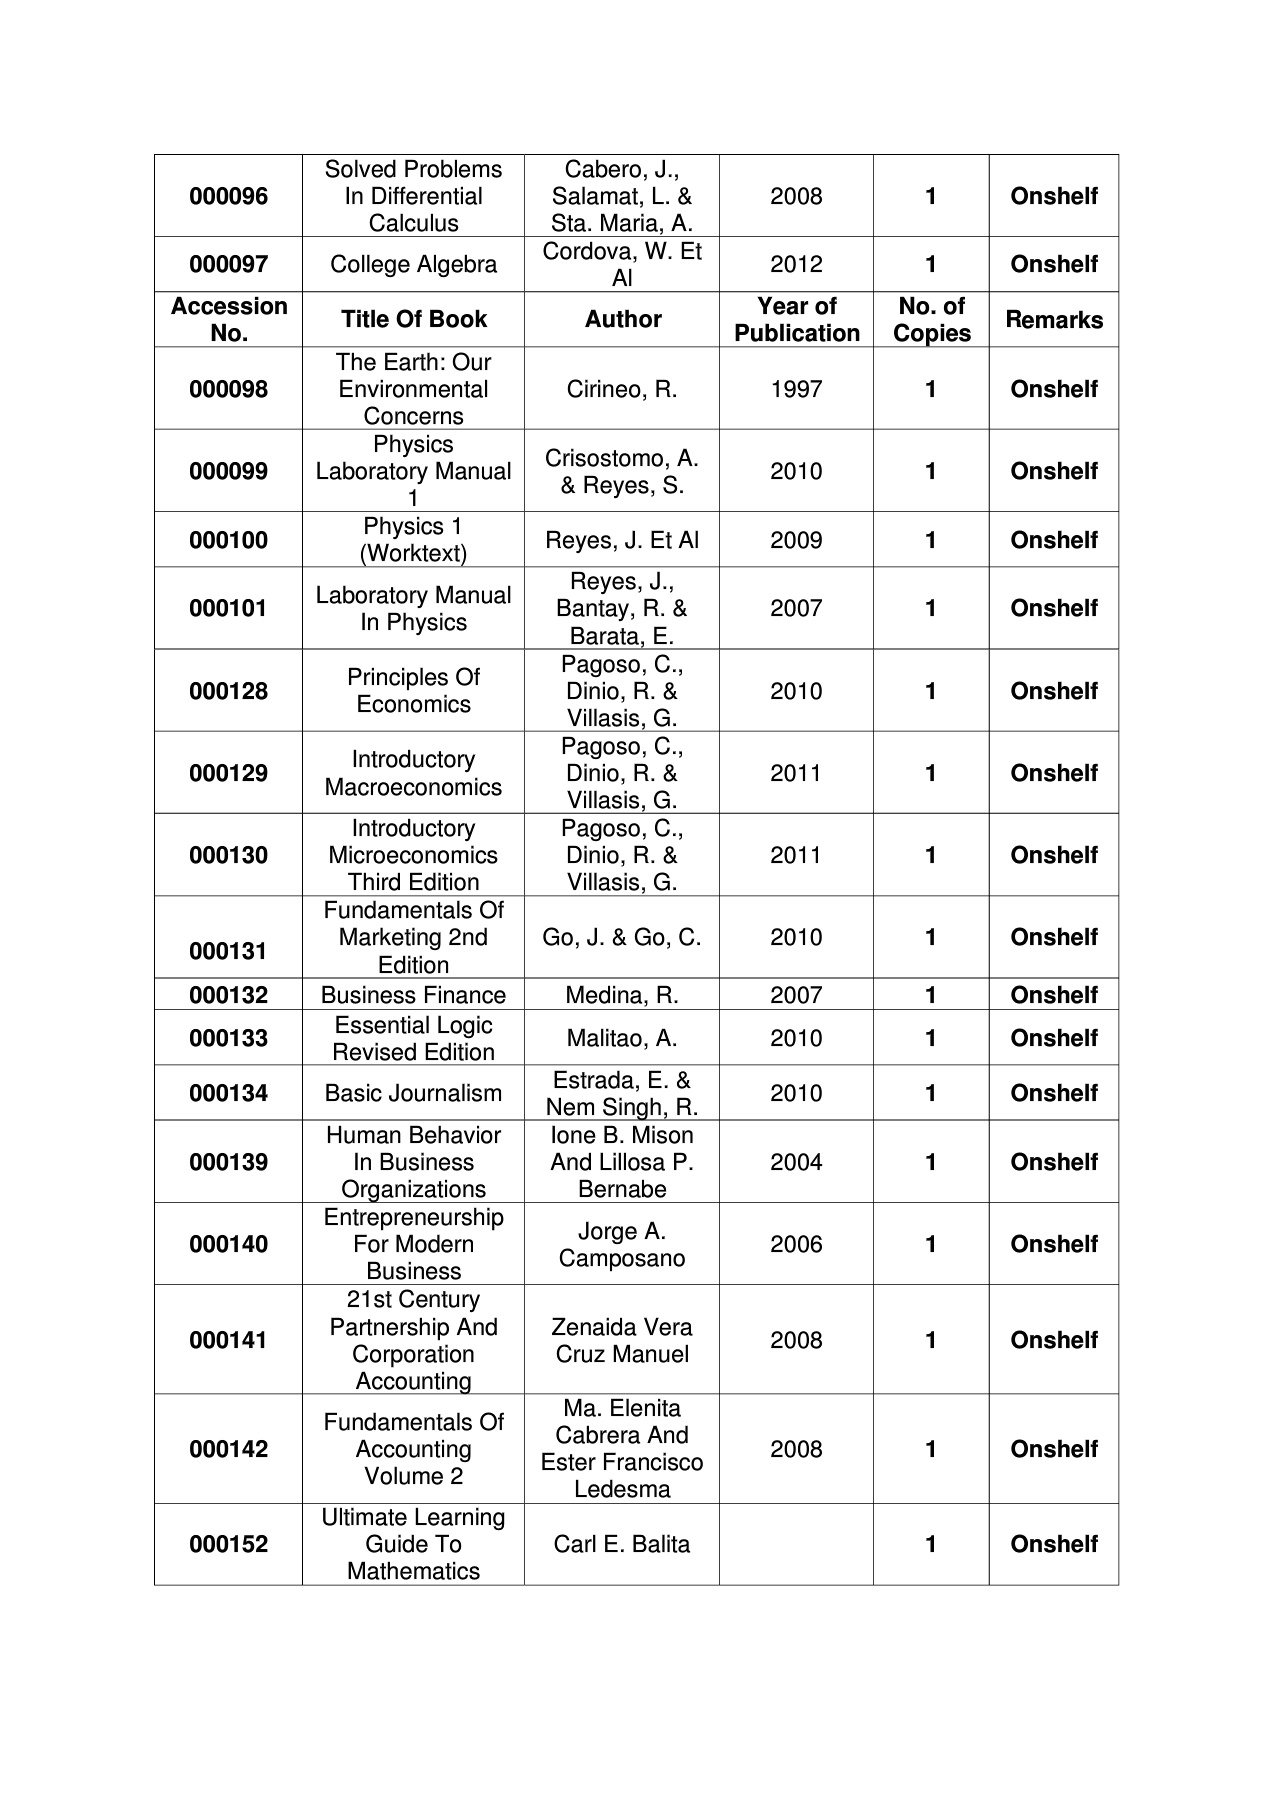 000096 Solved Problems In Differential Calculus Cabero, J., Salamat, L. & Sta. Maria, A. 2008 1 Onshelf
000097 College Algebra Cordova, W. Et Al 2012 1 Onshelf
Accession No. Title Of Book Author Year of Publication No. of Copies Remarks
000098 The Earth: Our Environmental Concerns Cirineo, R. 1997 1 Onshelf
000099 Physics Laboratory Manual 1 Crisostomo, A. & Reyes, S. 2010 1 Onshelf
000100 Physics 1 (Worktext) Reyes, J. Et Al 2009 1 Onshelf
000101 Laboratory Manual In Physics Reyes, J., Bantay, R. & Barata, E. 2007 1 Onshelf
000128 Principles Of Economics Pagoso, C., Dinio, R. & Villasis, G. 2010 1 Onshelf
000129 Introductory Macroeconomics Pagoso, C., Dinio, R. & Villasis, G. 2011 1 Onshelf
000130 Introductory Microeconomics Third Edition Pagoso, C., Dinio, R. & Villasis, G. 2011 1 Onshelf
000131 Fundamentals Of Marketing 2nd Edition Go, J. & Go, C. 2010 1 Onshelf
000132 Business Finance Medina, R. 2007 1 Onshelf
000133 Essential Logic Revised Edition Malitao, A. 2010 1 Onshelf
000134 Basic Journalism Estrada, E. & Nem Singh, R. 2010 1 Onshelf
000139 Human Behavior In Business Organizations Ione B. Mison And Lillosa P. Bernabe 2004 1 Onshelf
000140 Entrepreneurship For Modern Business Jorge A. Camposano 2006 1 Onshelf
000141 21st Century Partnership And Corporation Accounting Zenaida Vera Cruz Manuel 2008 1 Onshelf
000142 Fundamentals Of Accounting Volume 2 Ma. Elenita Cabrera And Ester Francisco Ledesma 2008 1 Onshelf
000152 Ultimate Learning Guide To Mathematics Carl E. Balita 1 Onshelf